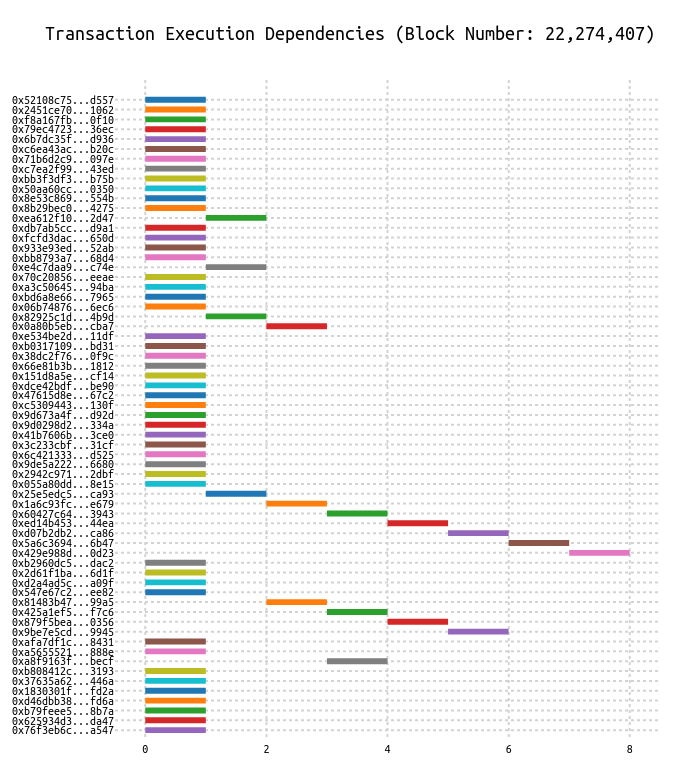 Transaction Execution Dependencies (Block Number: 22,274,407)
0x52108c75...d557
0x2451ce70...1062
0xf8a167fb...0f10
0x79ec4723...36ec
0x6b7dc35f...d936
0xc6ea43ac...b20c
0x71b6d2c9...097e
0xc7ea2f99...43ed
0xbb3f3df3...b75b
0x50aa60cc...0350
0x8e53c869...554b
0x8b29bec0...4275
0xea612f10...2d47
0xdb7ab5cc...d9a1
0xfcfd3dac...650d
0x933e93ed...52ab
0xbb8793a7...68d4
0xe4c7daa9...c74e
0x70c20856...eeae
0xa3c50645...94ba
0xbd6a8e66...7965
0x06b74876...6ec6
0x82925c1d...4b9d
0x0a80b5eb...cba7
0xe534be2d...11df
0xb0317109...bd31
0x38dc2f76...0f9c
0x66e81b3b...1812
0x151d8a5e...cf14
0xdce42bdf...be90
0x47615d8e...67c2
0xc5309443...130f
0x9d673a4f...d92d
0x9d0298d2...334a
0x41b7606b...3ce0
0x3c233cbf...31cf
0x6c421333...d525
0x9de5a222...6680
0x2942c971...2dbf
0x055a80dd...8e15
0x25e5edc5...ca93
0x1a6c93fc...e679
0x60427c64...3943
0xed14b453...44ea
0xd07b2db2...ca86
0x5a6c3694...6b47
0x429e988d...0d23
0xb2960dc5...dac2
0x2d61f1ba...6d1f
0xd2a4ad5c...a09f
0x547e67c2...ee82
0x81483b47...99a5
0x425a1ef5...f7c6
0x879f5bea...0356
0x9be7e5cd...9945
0xafa7df1c...8431
0xa5655521...888e
0xa8f9163f...becf
0xb808412c...3193
0x37635a62...446a
0x1830301f...fd2a
0xd46dbb38...fd6a
0xb79feee5...8b7a
0x625934d3...da47
0x76f3eb6c...a547
0 2 4 6 8